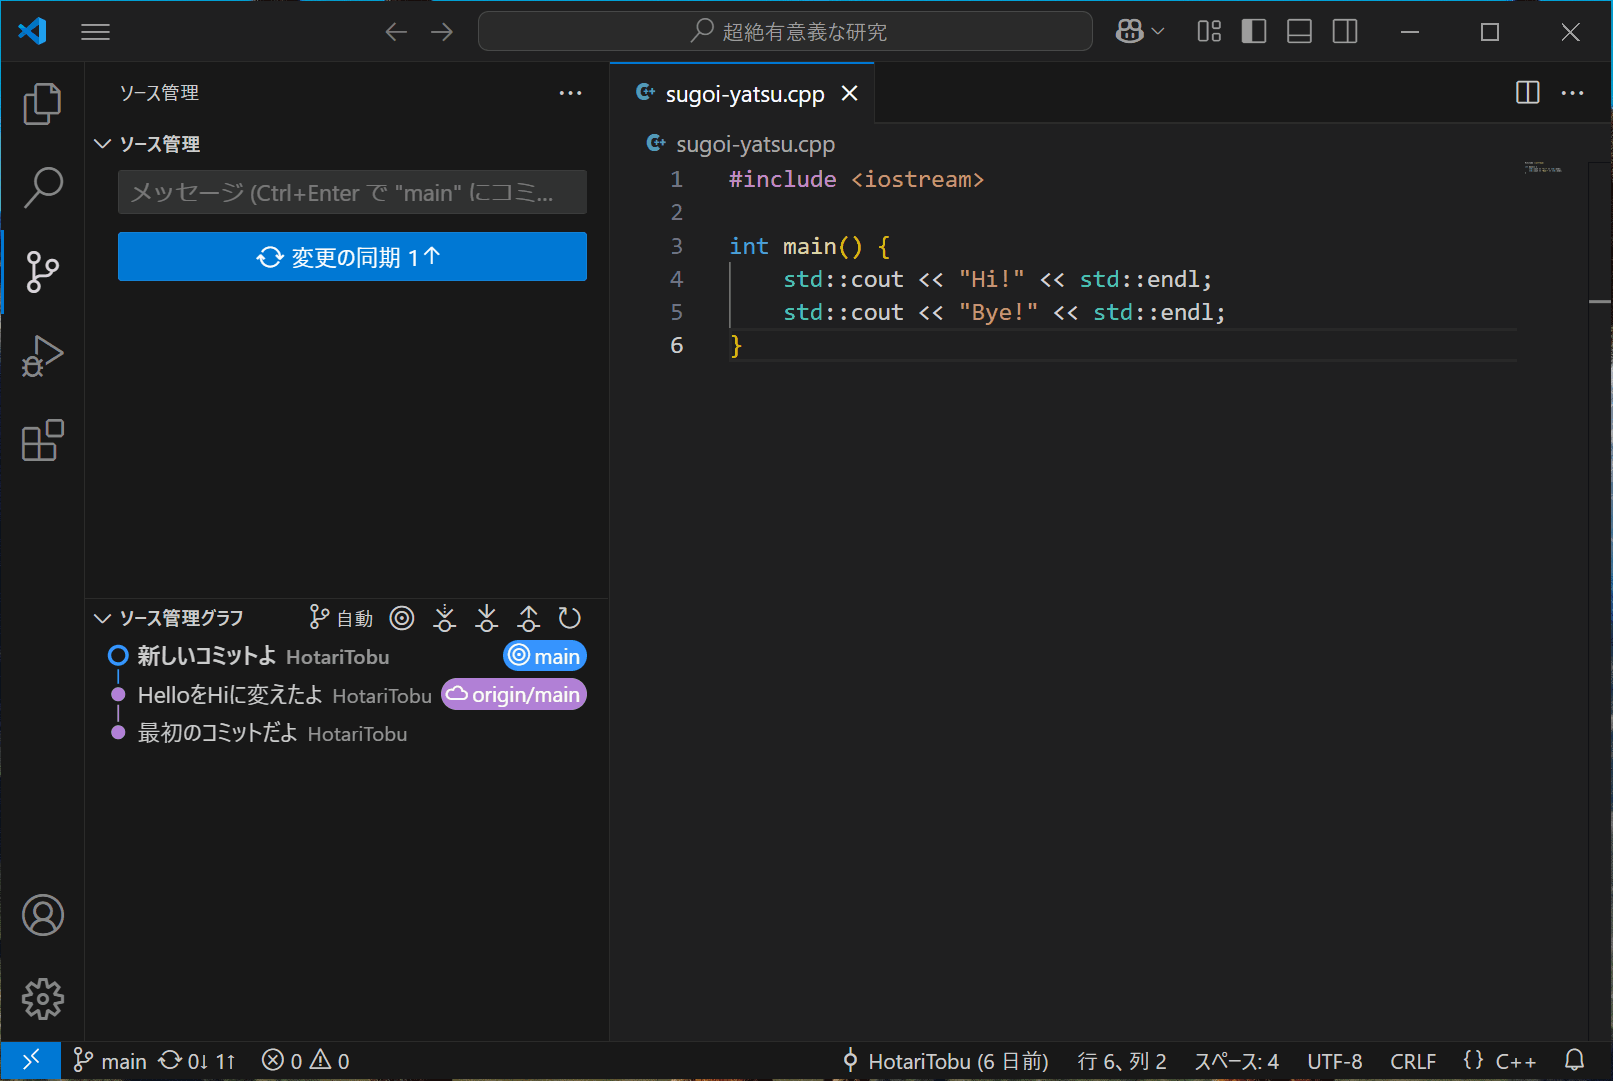 超絶有意義な研究
ソース管理
ソース管理
メッセージ (Ctrl+Enter で "main" にコミ...
変更の同期 1↑
ソース管理グラフ 自動
新しいコミットよ HotariTobu main
HelloをHiに変えたよ HotariTobu origin/main
最初のコミットだよ HotariTobu
sugoi-yatsu.cpp
sugoi-yatsu.cpp
1 #include <iostream>
2
3 int main() {
4 std::cout << "Hi!" << std::endl;
5 std::cout << "Bye!" << std::endl;
6 }
main 0↓ 1↑ 0 0 HotariTobu (6 日前) 行 6、列 2 スペース: 4 UTF-8 CRLF {} C++